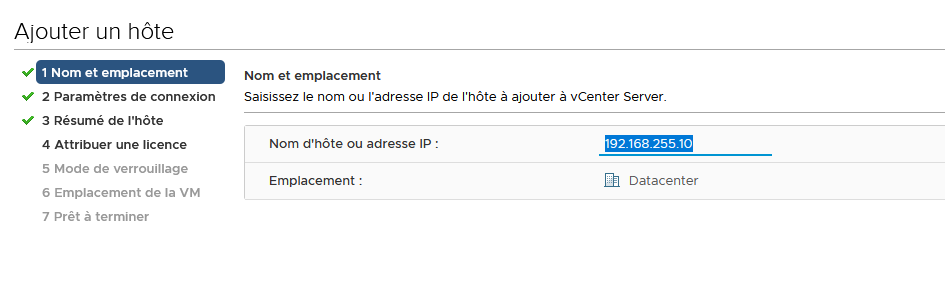 Ajouter un hôte
1 Nom et emplacement
2 Paramètres de connexion
3 Résumé de l'hôte
4 Attribuer une licence
5 Mode de verrouillage
6 Emplacement de la VM
7 Prêt à terminer
Nom et emplacement
Saisissez le nom ou l'adresse IP de l'hôte à ajouter à vCenter Server.
Nom d'hôte ou adresse IP : 192.168.255.10
Emplacement : Datacenter